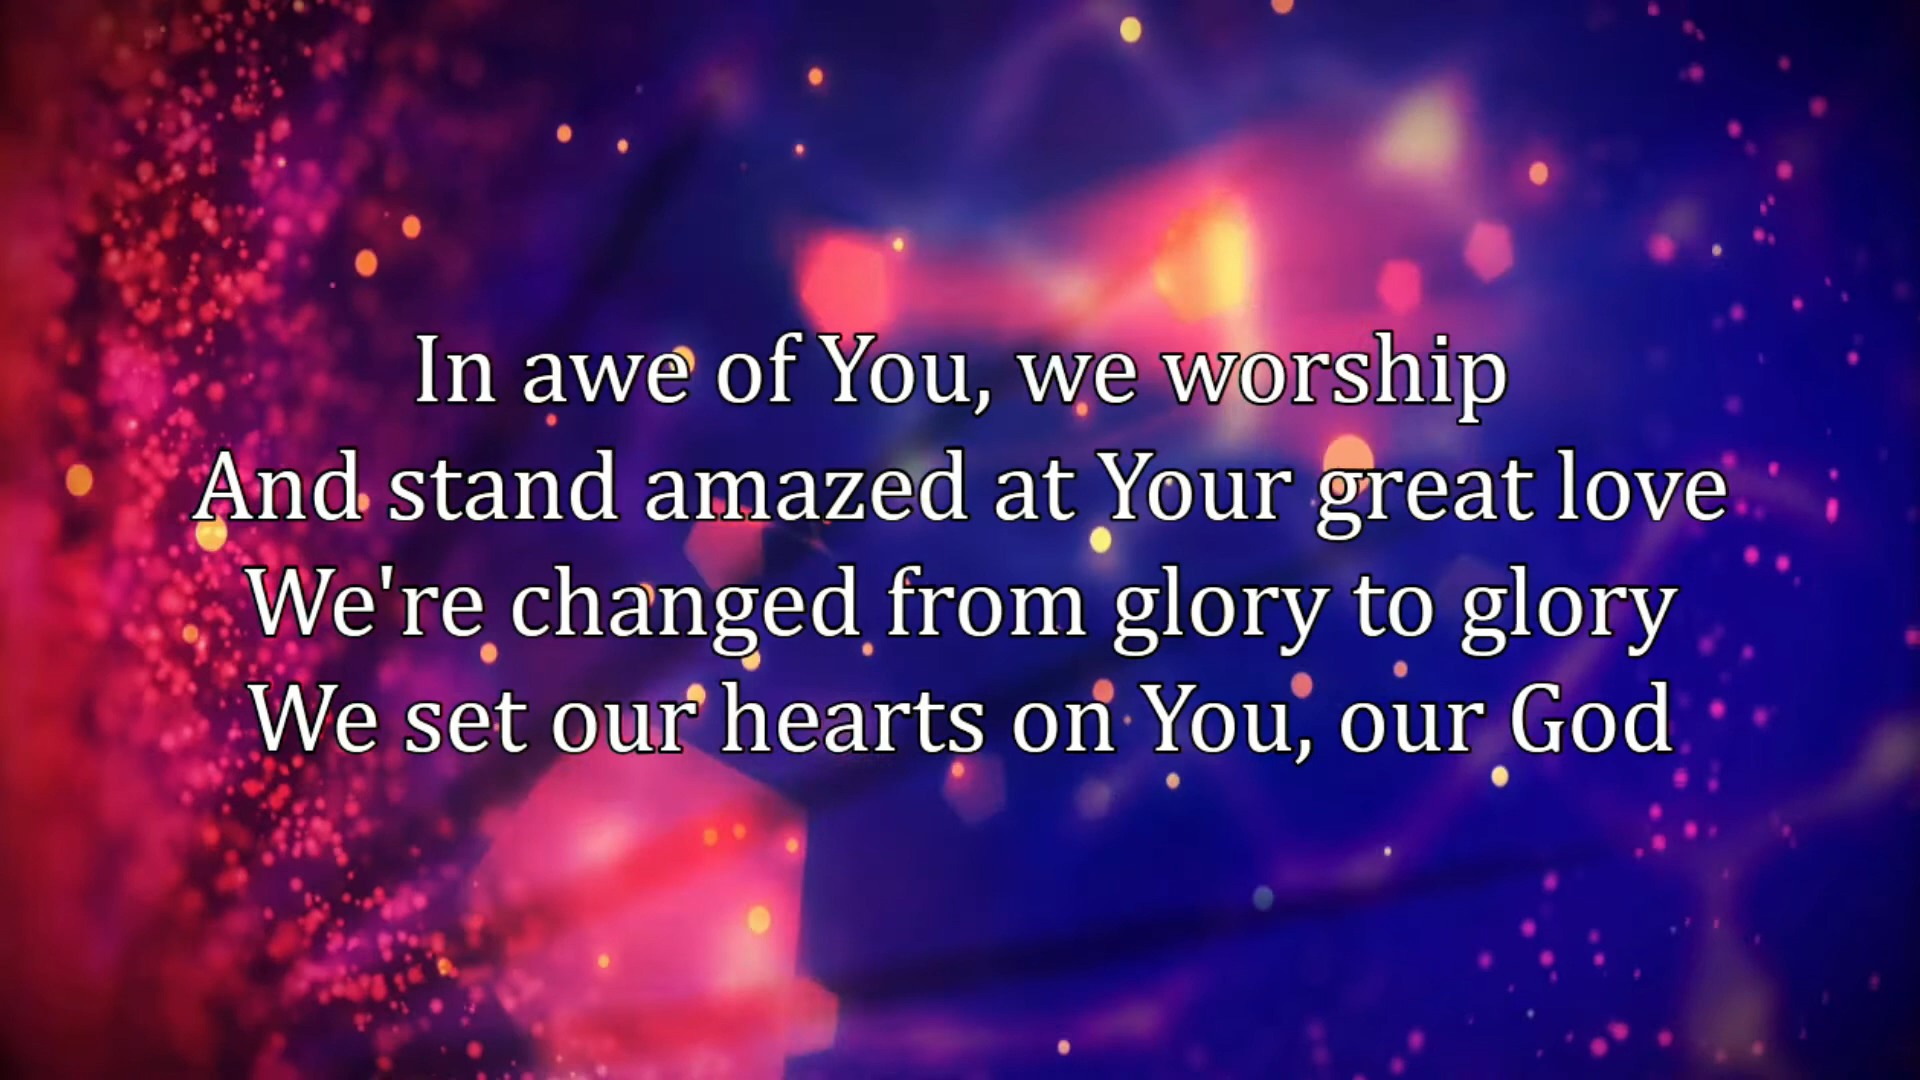 In awe of You, we worship
And stand amazed at Your great love
We're changed from glory to glory
We set our hearts on You, our God